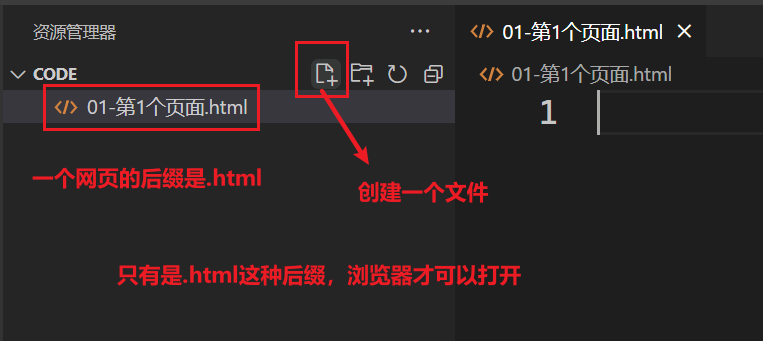 资源管理器
···
01-第1个页面.html
CODE
01-第1个页面.html
01-第1个页面.html
1
一个网页的后缀是.html
创建一个文件
只有是.html这种后缀，浏览器才可以打开